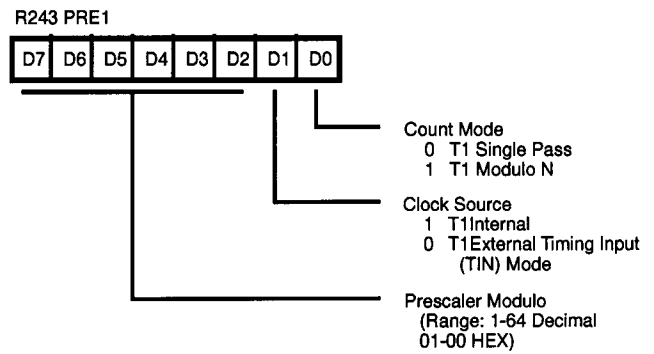 R243 PRE1
D7 D6 D5 D4 D3 D2 D1 D0
Count Mode
0 T1 Single Pass
1 T1 Modulo N
Clock Source
1 T1Internal
0 T1External Timing Input
(TIN) Mode
Prescaler Modulo
(Range: 1-64 Decimal
01-00 HEX)